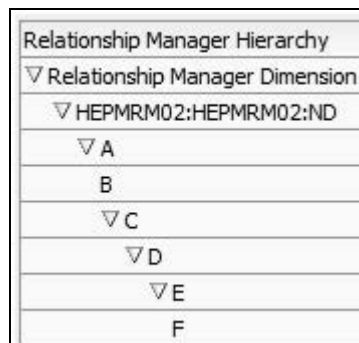 Relationship Manager Hierarchy
Relationship Manager Dimension
HEPMRM02:HEPMRM02:ND
A
B
C
D
E
F